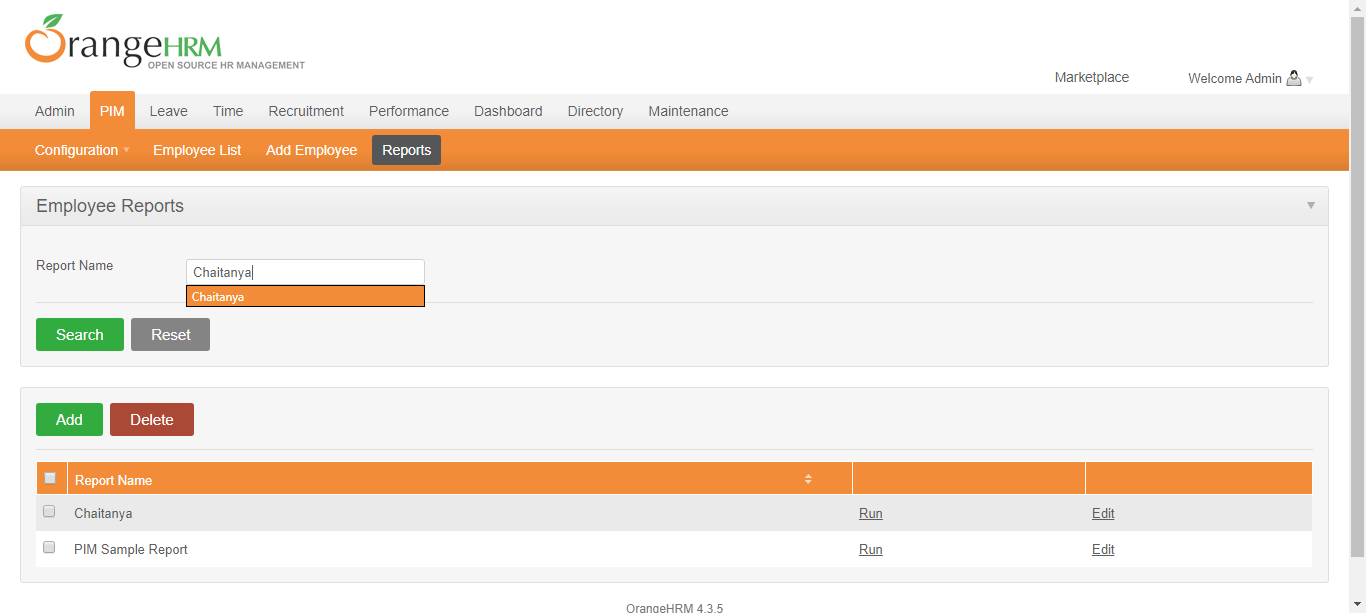 OrangeHRM
OPEN SOURCE HR MANAGEMENT
Marketplace Welcome Admin
Admin PIM Leave Time Recruitment Performance Dashboard Directory Maintenance
Configuration Employee List Add Employee Reports
Employee Reports
Report Name Chaitanya
Chaitanya
Search Reset
Add Delete
Report Name
Chaitanya Run Edit
PIM Sample Report Run Edit
OrangeHRM 4.3.5